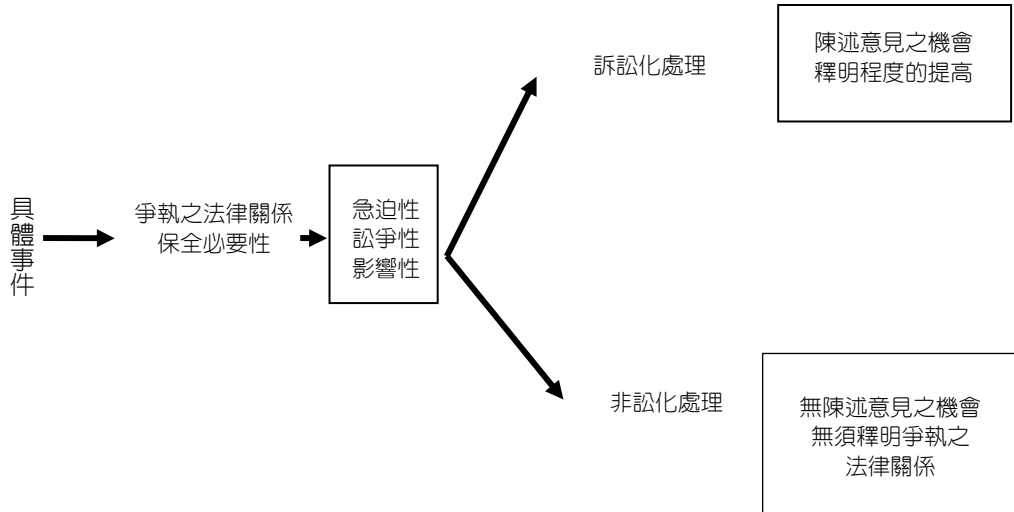 具體事件
爭執之法律關係
保全必要性
急迫性
訟爭性
影響性
訴訟化處理
陳述意見之機會
釋明程度的提高
非訟化處理
無陳述意見之機會
無須釋明爭執之
法律關係